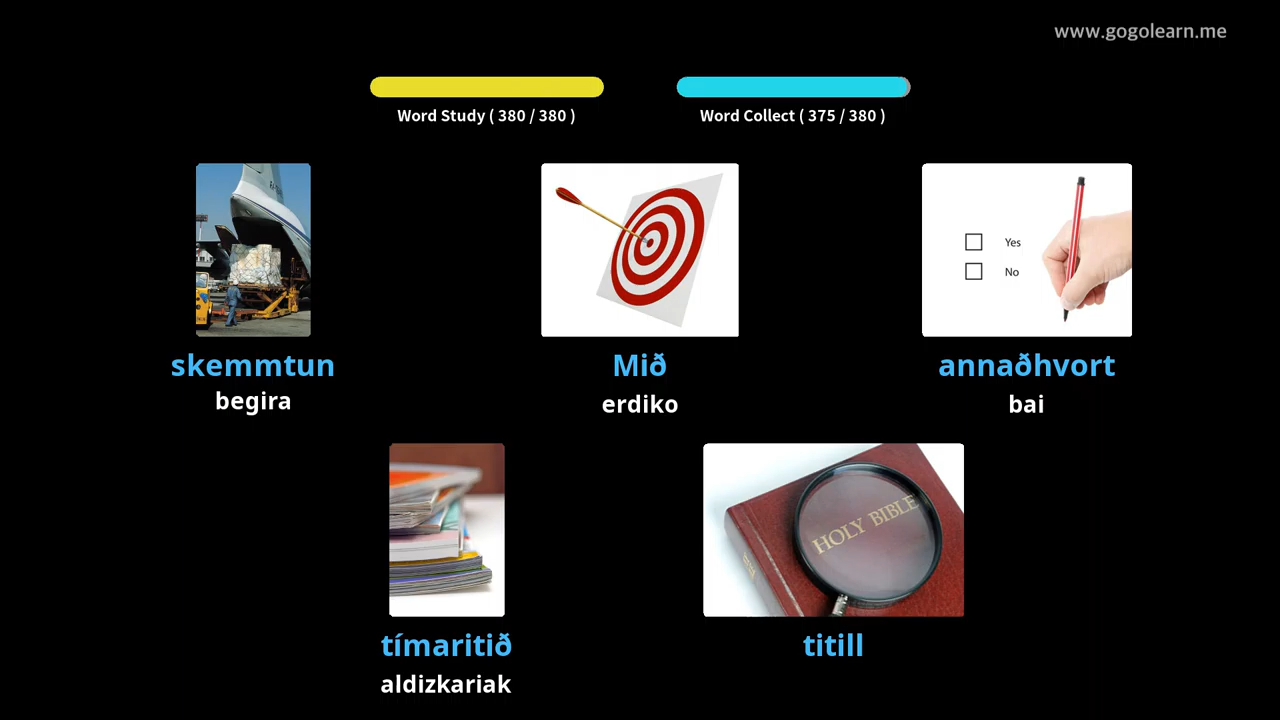 www.gogolearn.me
Word Study ( 380 / 380 )
Word Collect ( 375 / 380 )
Yes
No
skemmtun
begira
Mið
erdiko
annaðhvort
bai
HOLY BIBLE
tímaritið
aldizkariak
titill